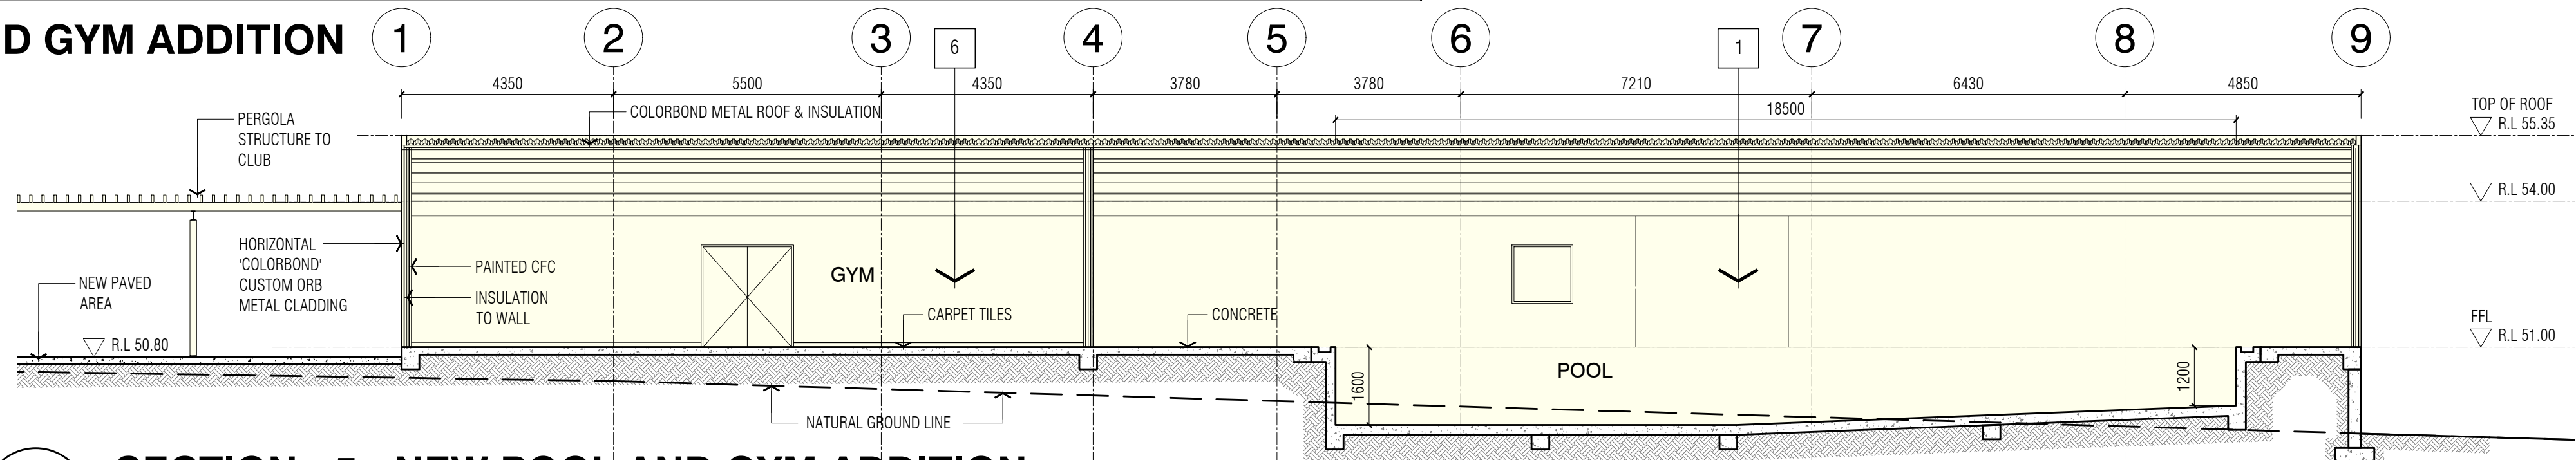 D GYM ADDITION
1 2 3 6 4 5 6 1 7 8 9
4350 5500 4350 3780 3780 7210 6430 4850
18500
COLORBOND METAL ROOF & INSULATION
PERGOLA
STRUCTURE TO
CLUB
TOP OF ROOF
R.L 55.35
R.L 54.00
HORIZONTAL
'COLORBOND'
CUSTOM ORB
METAL CLADDING
PAINTED CFC
INSULATION
TO WALL
GYM
NEW PAVED
AREA
CARPET TILES
CONCRETE
FFL
R.L 51.00
R.L 50.80
POOL
1600
1200
NATURAL GROUND LINE